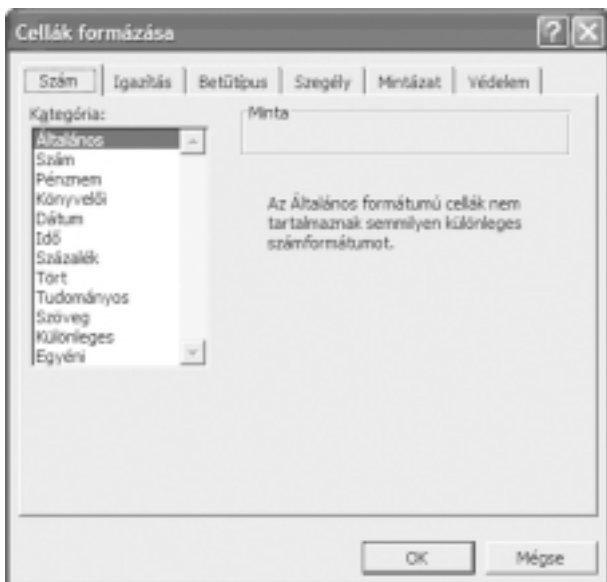 Cellák formázása
Szám Igazítás Betűtípus Szegély Mintázat Védelem
Kategória:
Általános
Szám
Pénznem
Könyvelői
Dátum
Idő
Százalék
Tört
Tudományos
Szöveg
Különleges
Egyéni
Minta
Az Általános formátumú cellák nem
tartalmaznak semmilyen különleges
számformátumot.
OK Mégse